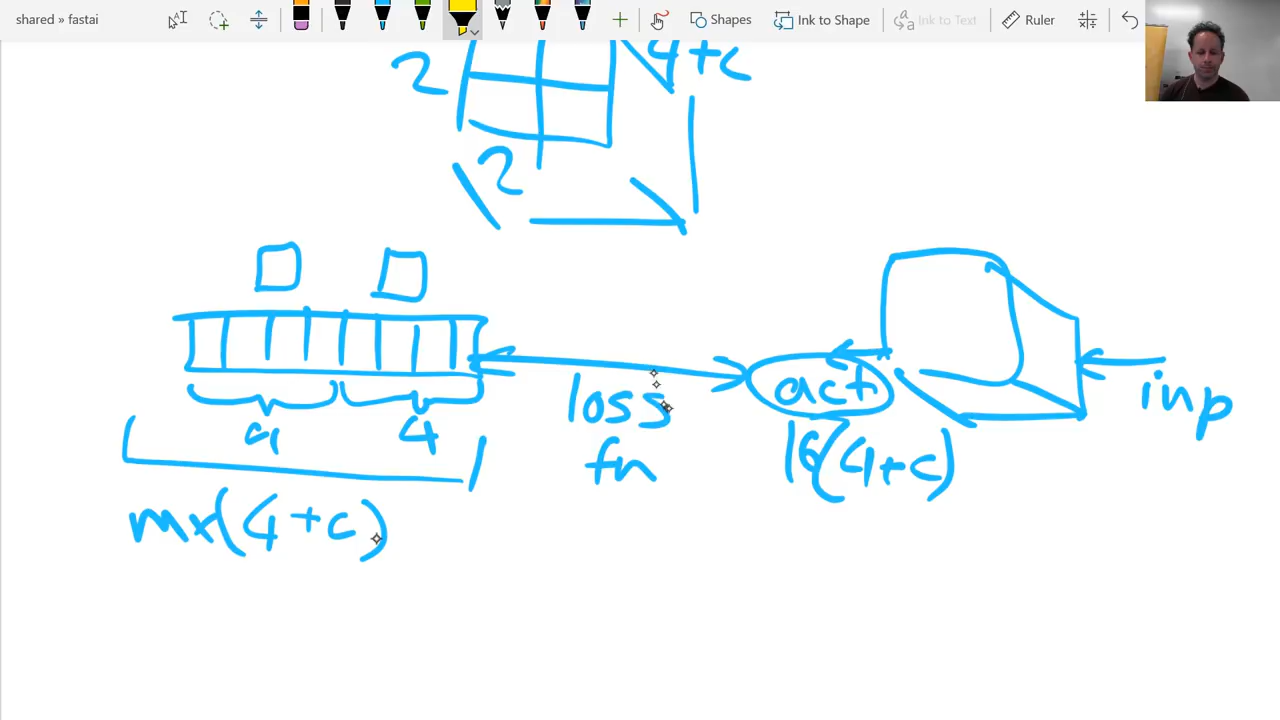 shared » fastai
Shapes
Ink to Shape
Ink to Text
Ruler
2
4+c
2
loss
fn
act
inp
4
4
16(4+c)
mx(4+c)